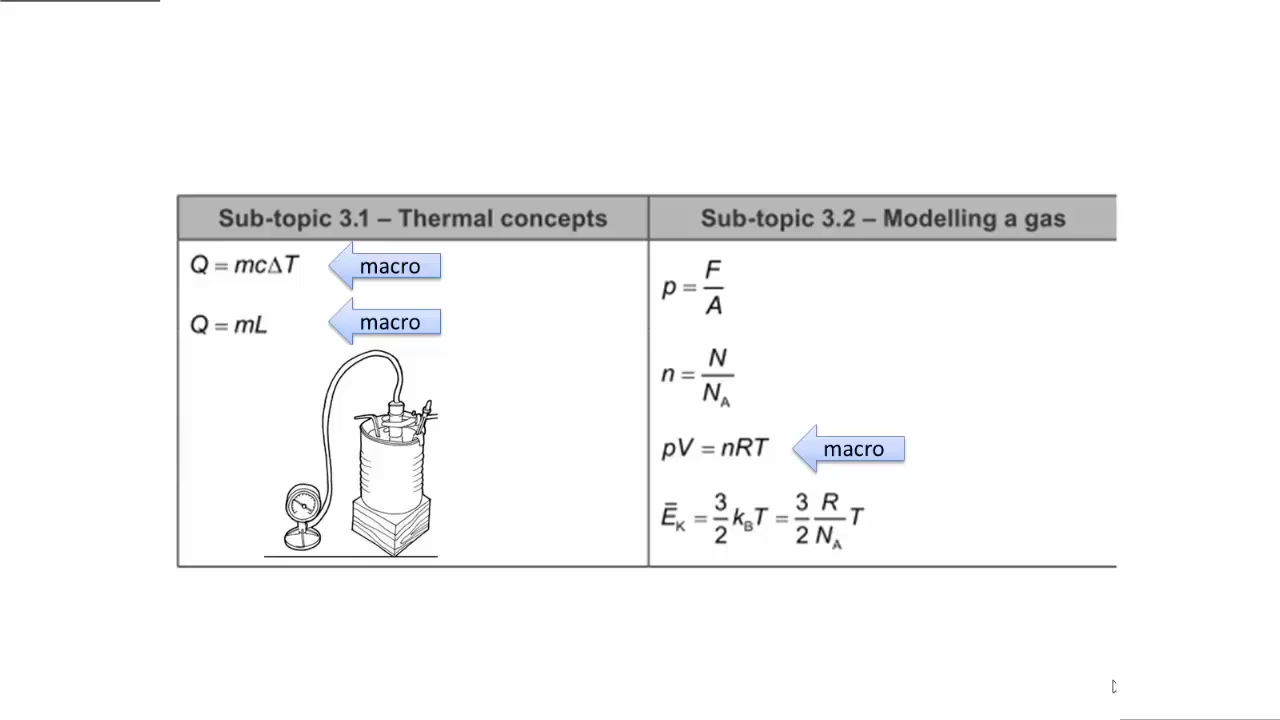 Sub-topic 3.1 – Thermal concepts
Q = mcΔT
macro
Q = mL
macro
Sub-topic 3.2 – Modelling a gas
p = F/A
n = N/N_A
pV = nRT
macro
Ē_K = 3/2 k_B T = 3/2 R/N_A T